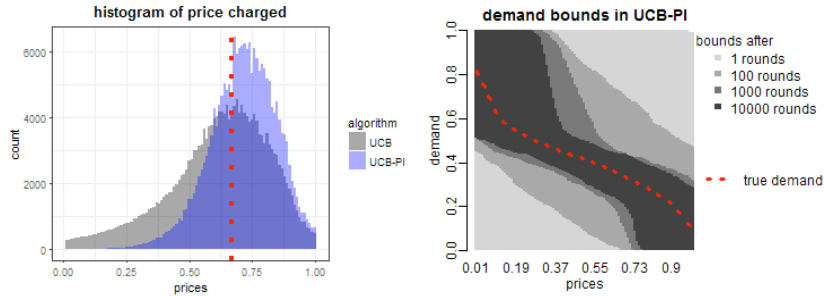 histogram of price charged
6000
4000
2000
0
count
0.00 0.25 0.50 0.75 1.00
prices
algorithm
UCB
UCB-PI
demand bounds in UCB-PI
1.0
0.8
0.6
0.4
0.2
0.0
demand
0.01 0.19 0.37 0.55 0.73 0.9
prices
bounds after
1 rounds
100 rounds
1000 rounds
10000 rounds
true demand